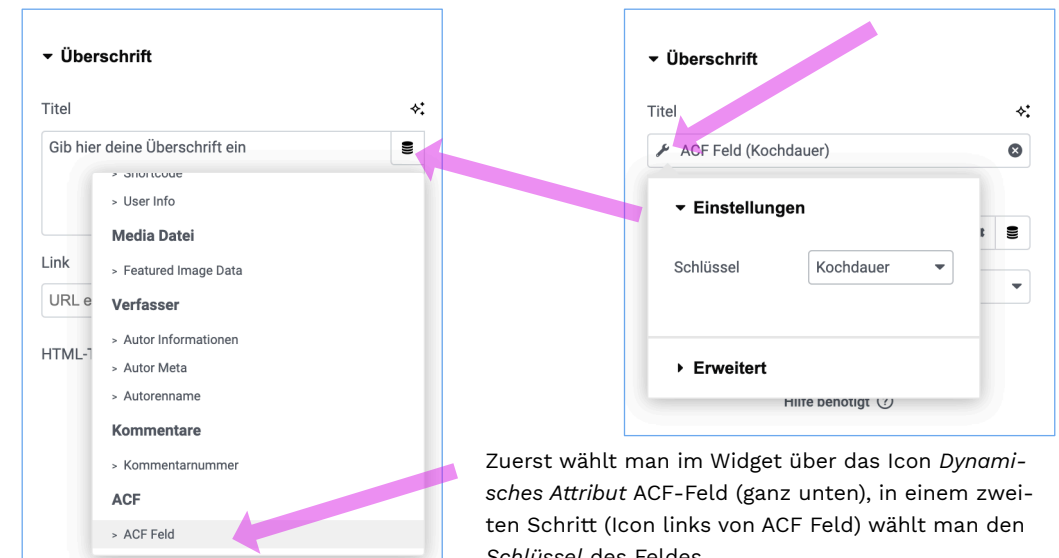 Überschrift
Titel
Gib hier deine Überschrift ein
> Shortcode
> User Info
Media Datei
> Featured Image Data
Link
URL e
Verfasser
> Autor Informationen
HTML-T
> Autor Meta
> Autorenname
Kommentare
> Kommentarnummer
ACF
> ACF Feld
Überschrift
Titel
ACF Feld (Kochdauer)
Einstellungen
Schlüssel
Kochdauer
Erweitert
Hilfe benötigt
Zuerst wählt man im Widget über das Icon Dynami-
sches Attribut ACF-Feld (ganz unten), in einem zwei-
ten Schritt (Icon links von ACF Feld) wählt man den
Schlüssel des Feldes